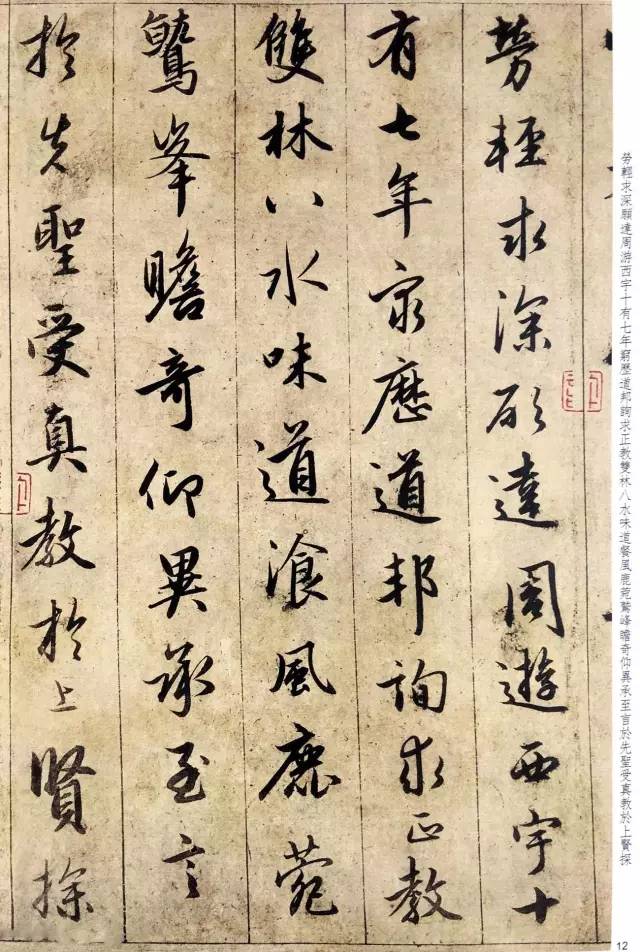 勞輕求深願達周遊西宇十
有七年窮歷道邦詢求正教
雙林八水味道飡風鹿菀
鷲峯瞻奇仰異承至言
於先聖受真教於上賢探
勞輕求深願達周游西宇十有七年窮歷道邦詢求正教雙林八水味道餐風鹿菀鷲峰瞻奇仰異承至言於先聖受真教於上賢探
12